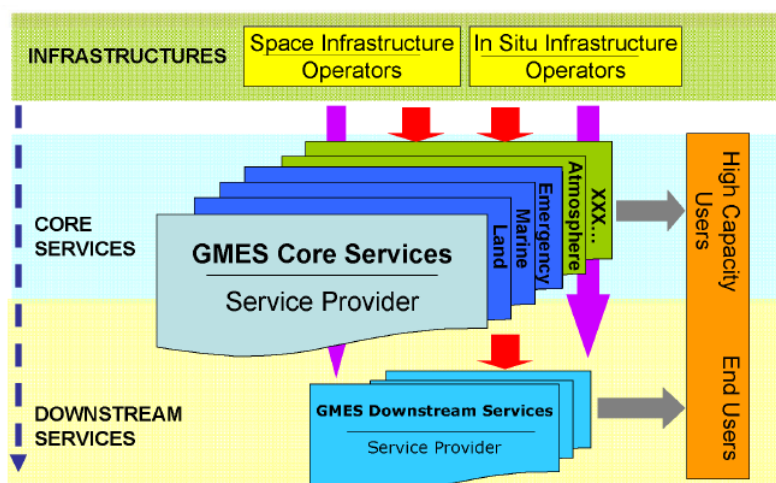 INFRASTRUCTURES
Space Infrastructure
Operators
In Situ Infrastructure
Operators
CORE
SERVICES
GMES Core Services
Service Provider
Land
Marine
Emergency
Atmosphere
XXX...
High Capacity
Users
End Users
DOWNSTREAM
SERVICES
GMES Downstream Services
Service Provider